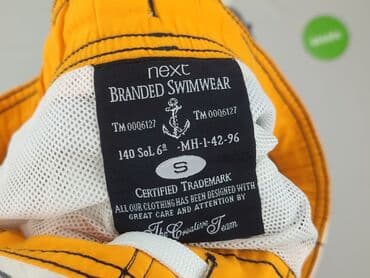 next
BRANDED SWIMWEAR
TM 0006127 TM 0006127
140 SOL 6a -MH-1-42-96
S
CERTIFIED TRADEMARK
ALL OUR CLOTHING HAS BEEN DESIGNED WITH
GREAT CARE AND ATTENTION BY
The Creative Team